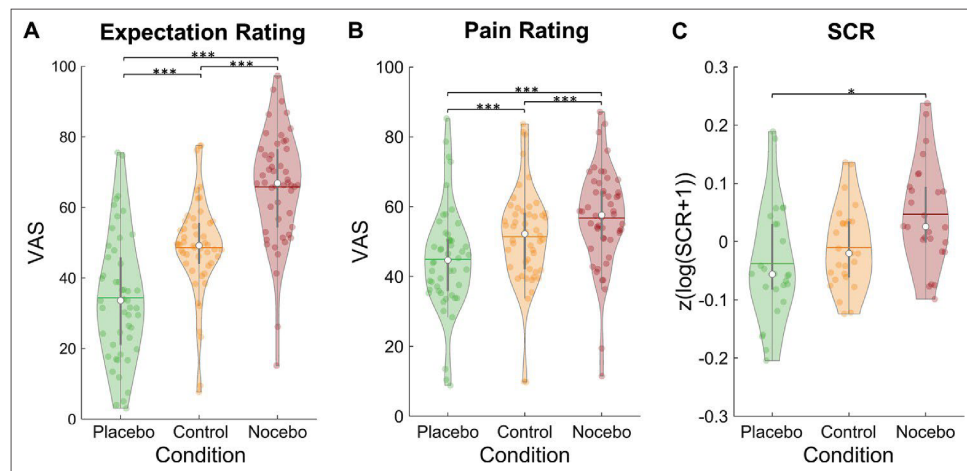 A Expectation Rating
B Pain Rating
C SCR
***
***
***
100
80
60
40
20
0
VAS
Placebo Control Nocebo
Condition
***
***
***
100
80
60
40
20
0
VAS
Placebo Control Nocebo
Condition
*
0.3
0.2
0.1
0
-0.1
-0.2
-0.3
z(log(SCR+1))
Placebo Control Nocebo
Condition